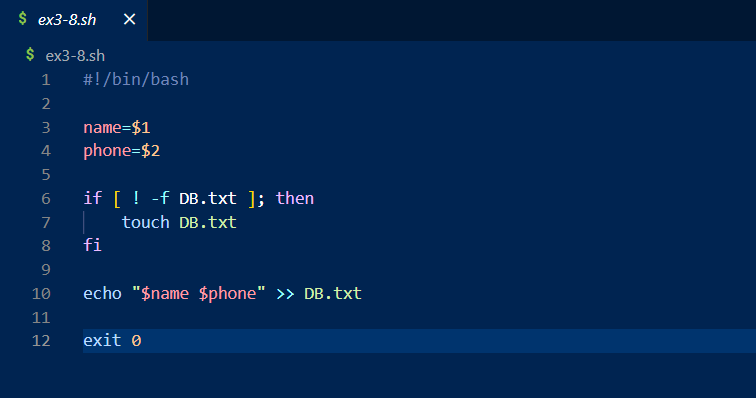 $ ex3-8.sh ×
$ ex3-8.sh
1 #!/bin/bash
2
3 name=$1
4 phone=$2
5
6 if [ ! -f DB.txt ]; then
7     touch DB.txt
8 fi
9
10 echo "$name $phone" >> DB.txt
11
12 exit 0